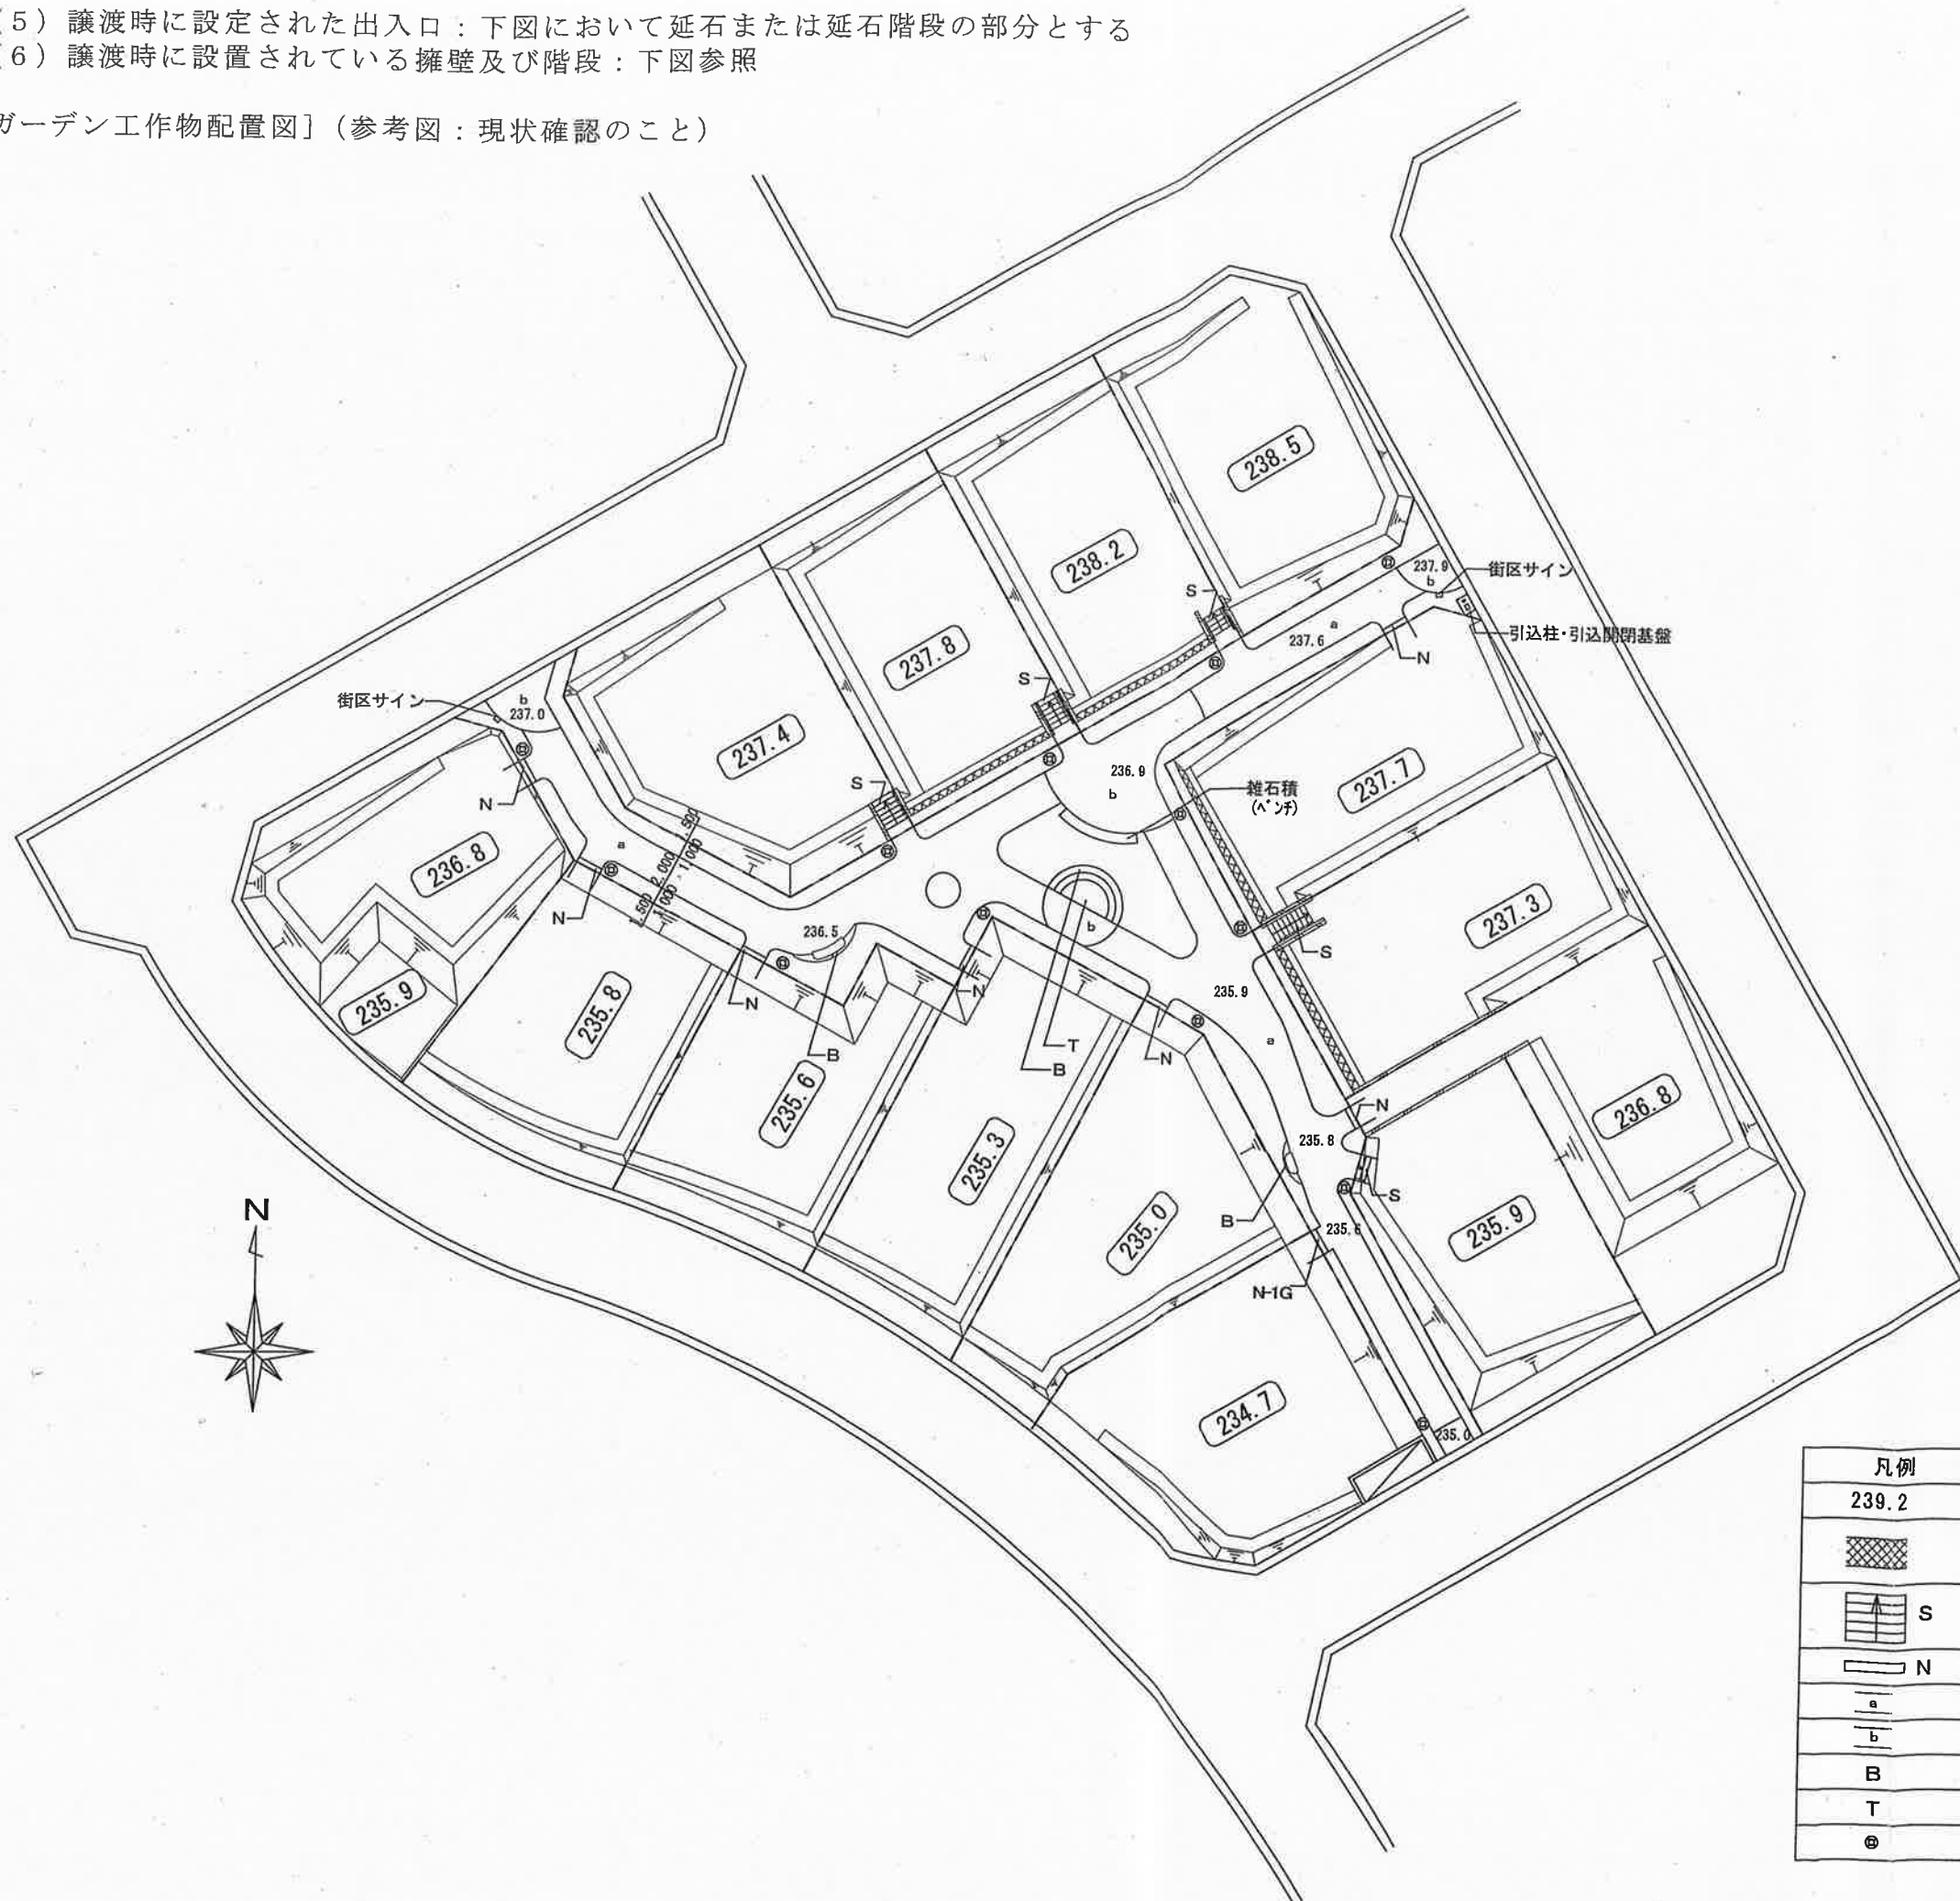 (5）譲渡時に設定された出入口：下図において延石または延石階段の部分とする
(6）譲渡時に設置されている擁壁及び階段：下図参照
ガーデン工作物配置図］（参考図：現状確認のこと）
238.5
238.2
S
237.9
b
街区サイン
a
237.6
引込柱・引込開閉基盤
N
237.8
S
街区サイン
b
237.0
237.4
236.9
b
雑石積
(ベンチ)
237.7
S
N
236.8
a
1,500
2,000
1,000
1,000
1,500
N
237.3
236.5
b
S
235.9
235.8
N
N
235.9
a
B
T
B
N
235.6
236.8
N
235.3
235.8
S
235.0
B
235.6
235.9
N-1G
N
234.7
235.0
凡例
239.2
S
N
a
b
B
T